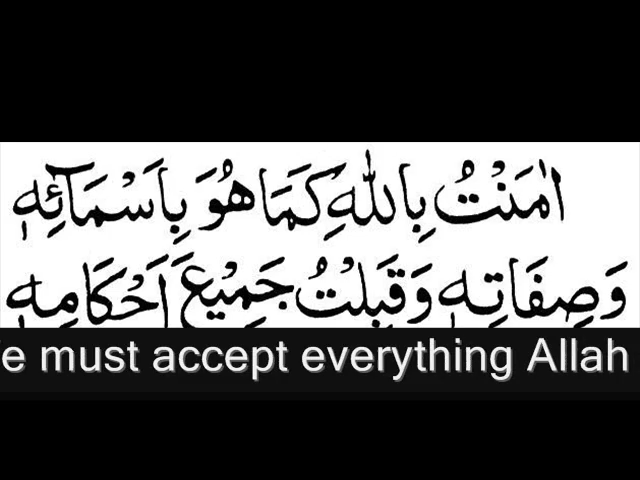 اٰمَنْتُ بِاللّٰهِ كَمَا هُوَ بِاَسْمَآئِهٖ
وَصِفَاتِهٖ وَقَبِلْتُ جَمِيْعَ اَحْكَامِهٖ
must accept everything Allah